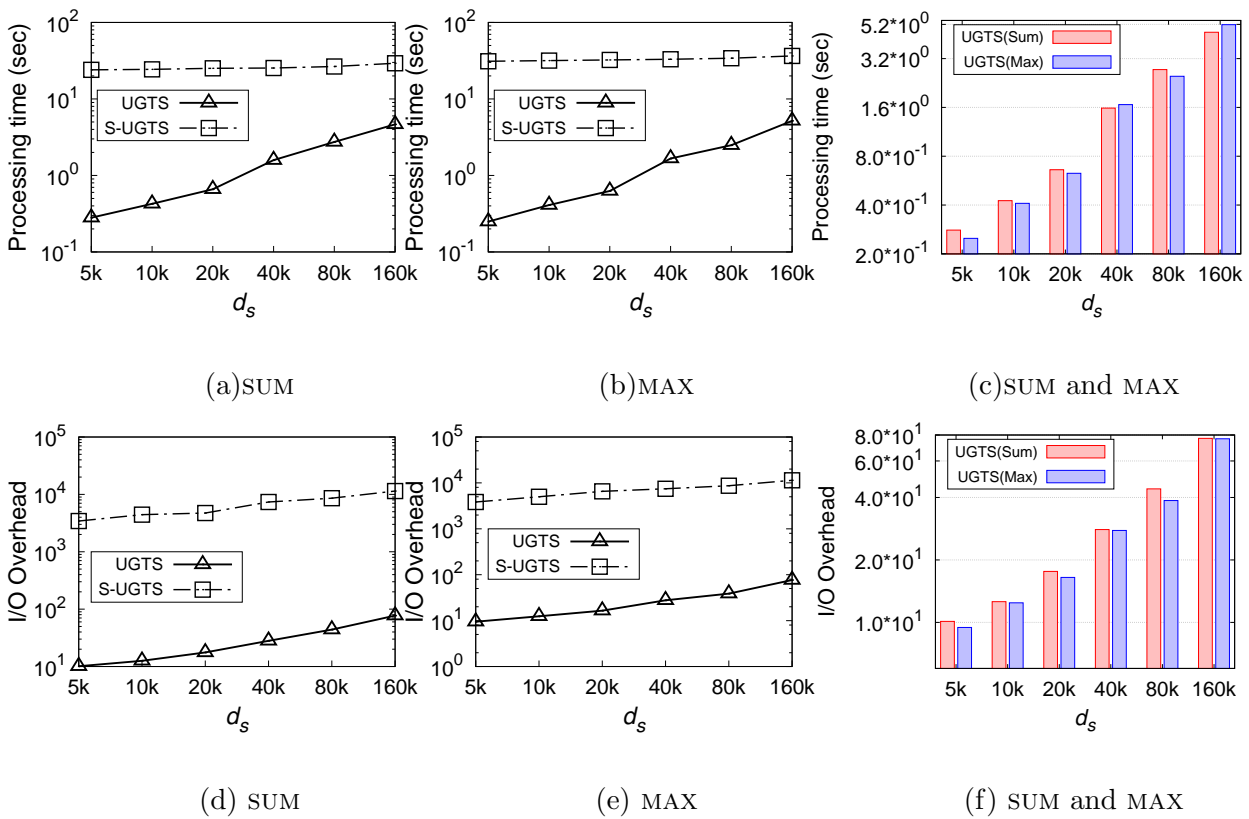 Processing time (sec)
10^2
10^1
10^0
10^-1
UGTS
S-UGTS
5k 10k 20k 40k 80k 160k
d_s
(a)SUM
Processing time (sec)
10^2
10^1
10^0
10^-1
UGTS
S-UGTS
5k 10k 20k 40k 80k 160k
d_s
(b)MAX
Processing time (sec)
5.2*10^0
3.2*10^0
1.6*10^0
8.0*10^-1
4.0*10^-1
2.0*10^-1
UGTS(Sum)
UGTS(Max)
5k 10k 20k 40k 80k 160k
d_s
(c)SUM and MAX
I/O Overhead
10^5
10^4
10^3
10^2
10^1
UGTS
S-UGTS
5k 10k 20k 40k 80k 160k
d_s
(d) SUM
I/O Overhead
10^5
10^4
10^3
10^2
10^1
10^0
UGTS
S-UGTS
5k 10k 20k 40k 80k 160k
d_s
(e) MAX
I/O Overhead
8.0*10^1
6.0*10^1
4.0*10^1
2.0*10^1
1.0*10^1
UGTS(Sum)
UGTS(Max)
5k 10k 20k 40k 80k 160k
d_s
(f) SUM and MAX